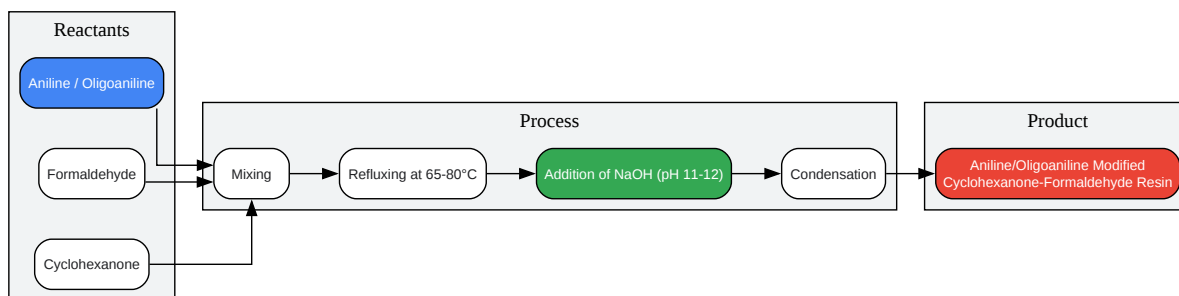 Reactants
Aniline / Oligoaniline
Formaldehyde
Cyclohexanone
Process
Mixing
Refluxing at 65-80°C
Addition of NaOH (pH 11-12)
Condensation
Product
Aniline/Oligoaniline Modified
Cyclohexanone-Formaldehyde Resin